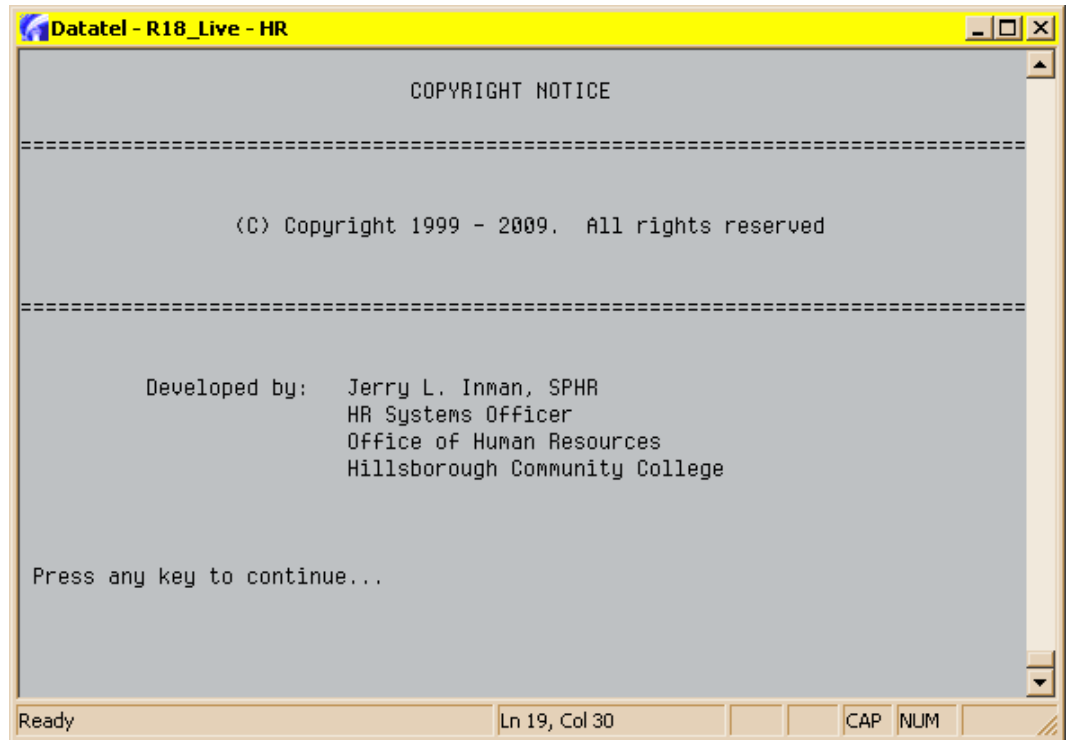 Datatel - R18_Live - HR
COPYRIGHT NOTICE
================================================================================
(C) Copyright 1999 - 2009.  All rights reserved
================================================================================
Developed by:   Jerry L. Inman, SPHR
HR Systems Officer
Office of Human Resources
Hillsborough Community College
Press any key to continue...
Ready Ln 19, Col 30 CAP NUM